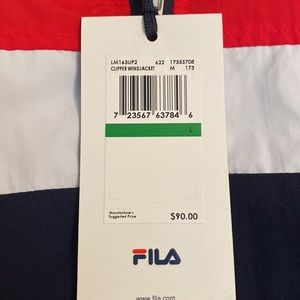 LM163UP2 622 17355708
CLIPPER WINDJACKET M 173
7 23567 63784 6
L
Manufacturer's
Suggested Price $90.00
FILA
www.fila.com